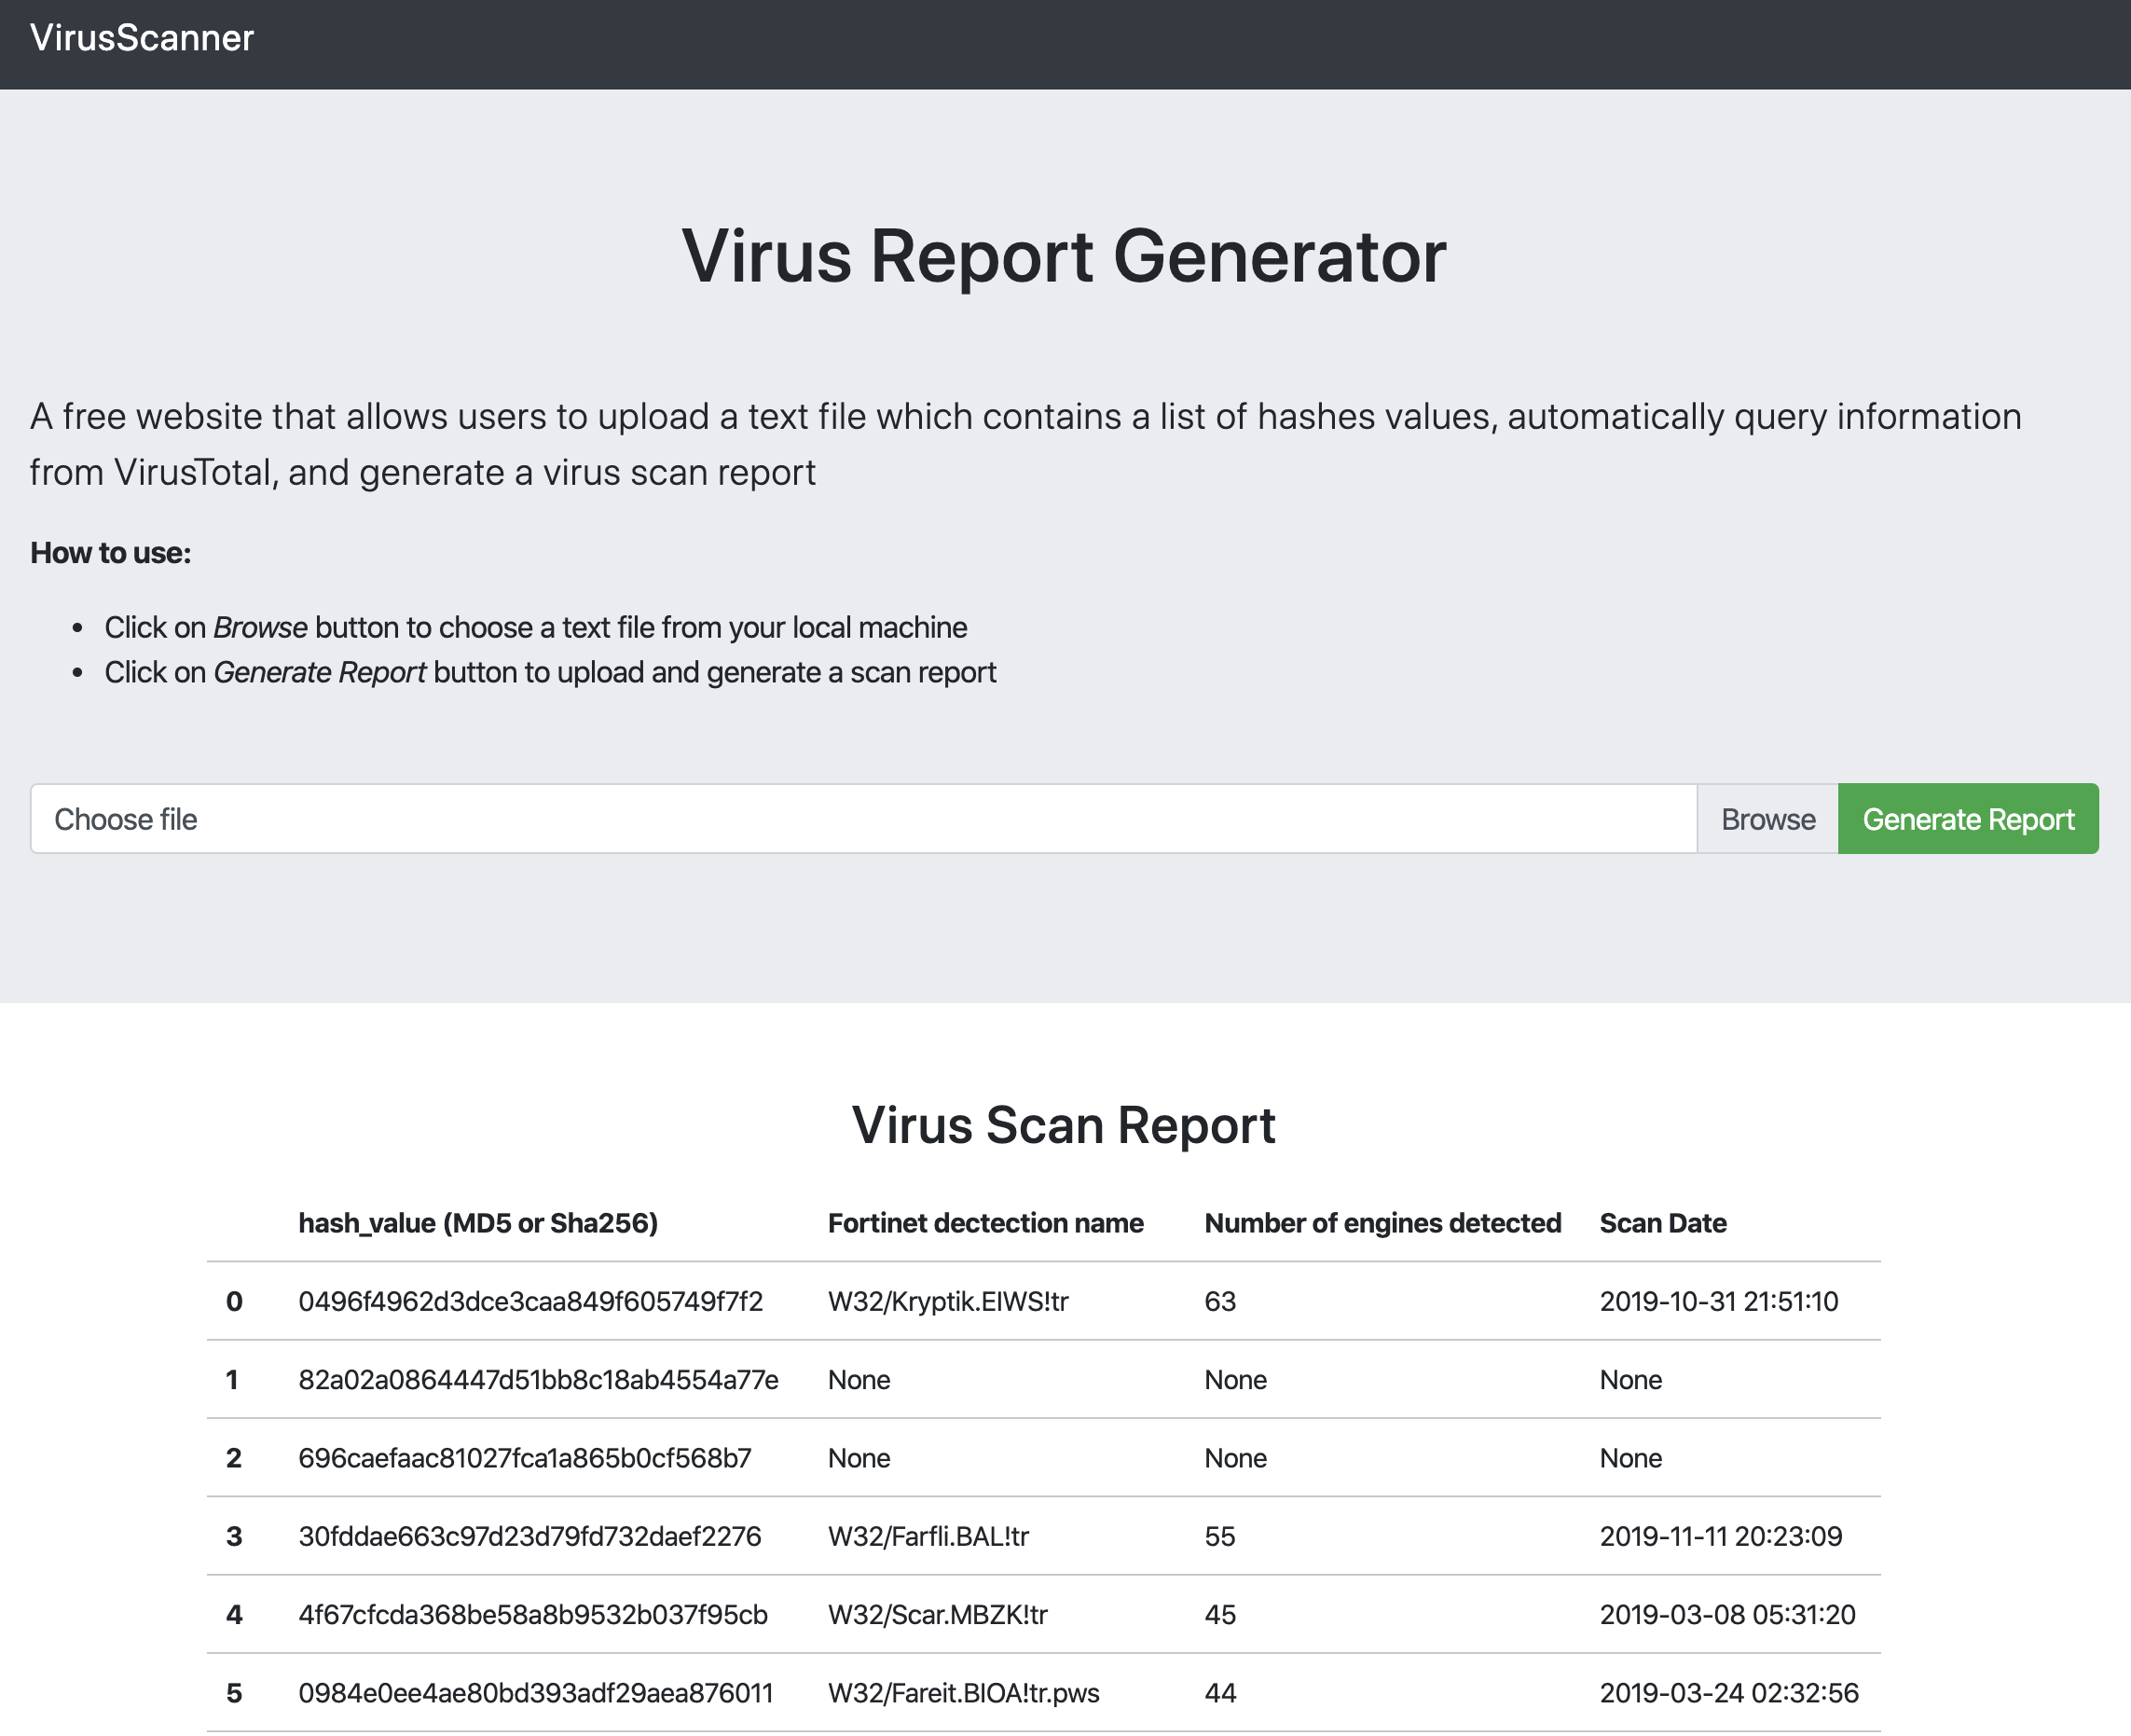 VirusScanner
Virus Report Generator
A free website that allows users to upload a text file which contains a list of hashes values, automatically query information
from VirusTotal, and generate a virus scan report
How to use:
• Click on Browse button to choose a text file from your local machine
• Click on Generate Report button to upload and generate a scan report
Choose file Browse Generate Report
Virus Scan Report
hash_value (MD5 or Sha256) Fortinet dectection name Number of engines detected Scan Date
0 0496f4962d3dce3caa849f605749f7f2 W32/Kryptik.EIWS!tr 63 2019-10-31 21:51:10
1 82a02a0864447d51bb8c18ab4554a77e None None None
2 696caefaac81027fca1a865b0cf568b7 None None None
3 30fddae663c97d23d79fd732daef2276 W32/Farfli.BAL!tr 55 2019-11-11 20:23:09
4 4f67cfcda368be58a8b9532b037f95cb W32/Scar.MBZK!tr 45 2019-03-08 05:31:20
5 0984e0ee4ae80bd393adf29aea876011 W32/Fareit.BIOA!tr.pws 44 2019-03-24 02:32:56